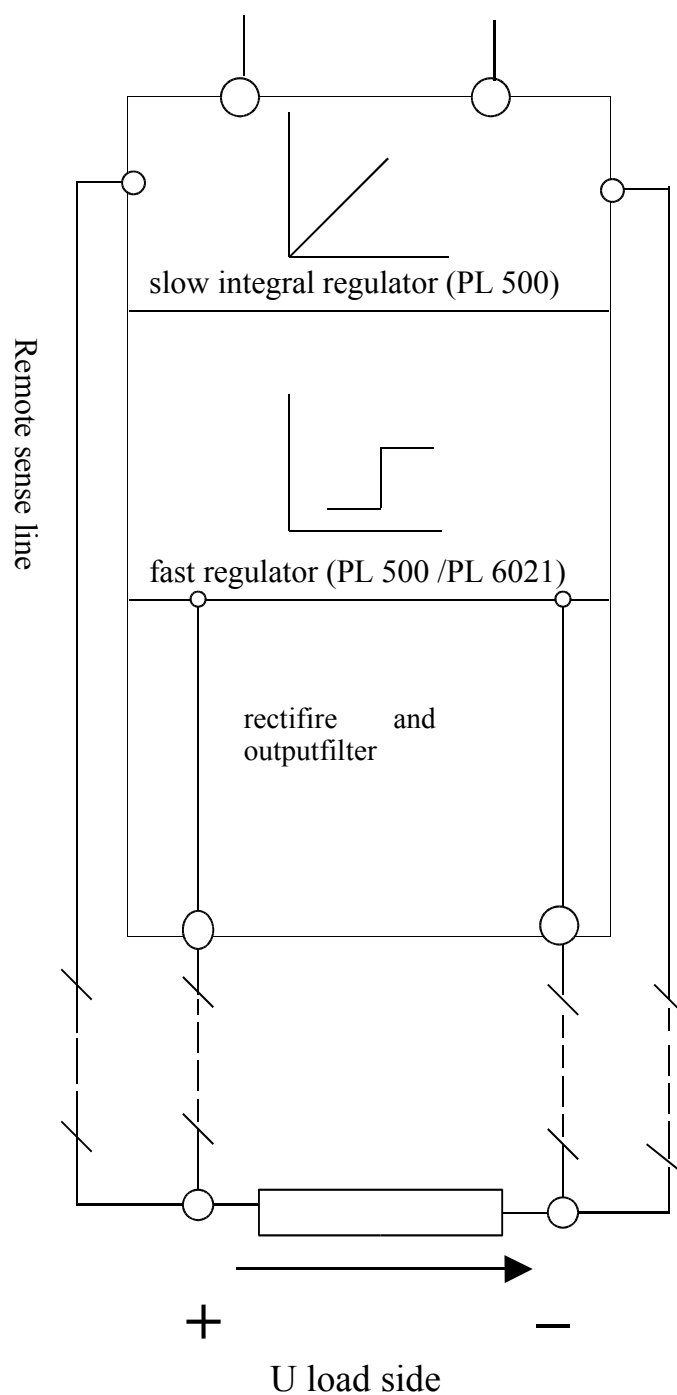 slow integral regulator (PL 500)
Remote sense line
fast regulator (PL 500 /PL 6021)
rectifire and
outputfilter
+ −
U load side